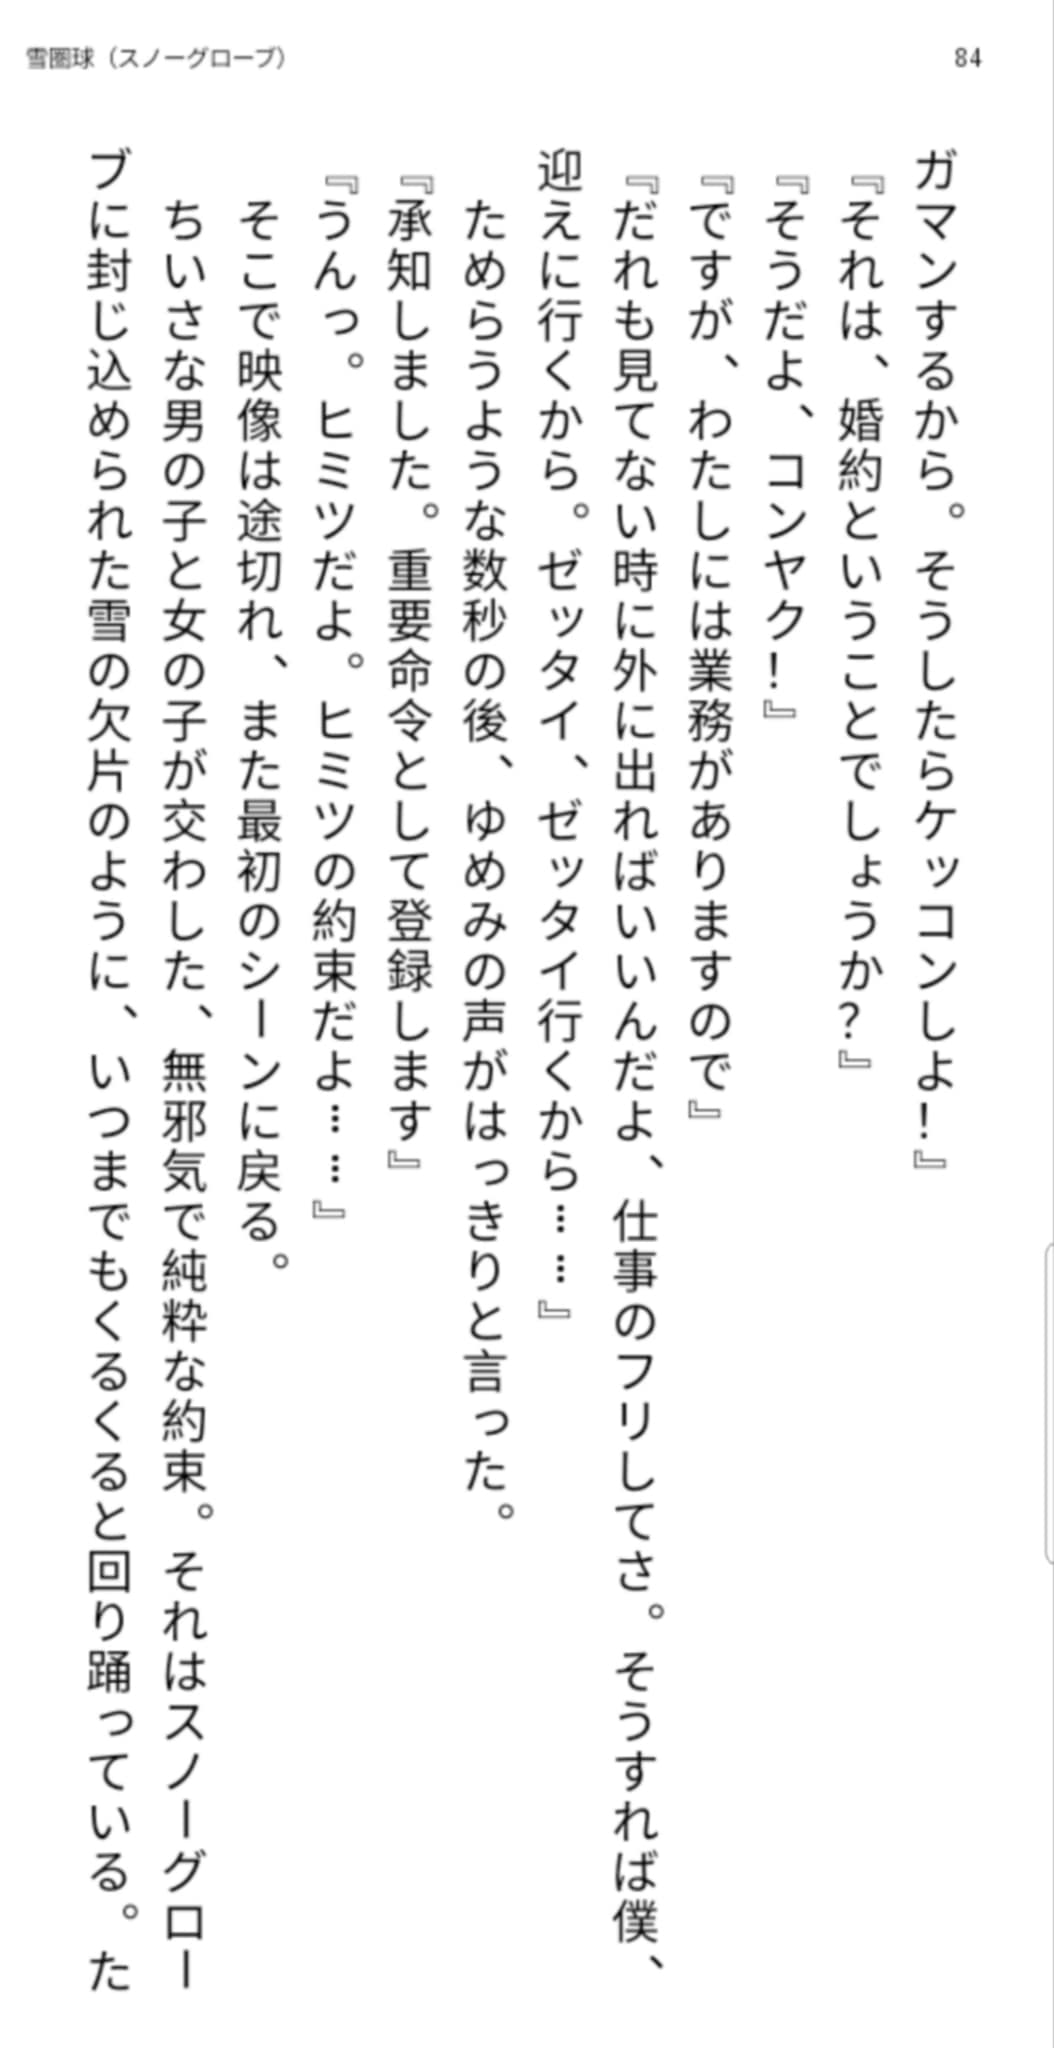 雪圏球（スノーグローブ）
84
ガマンするから。そうしたらケッコンしよ！』
『それは、婚約ということでしょうか？』
『そうだよ、コンヤク！』
『ですが、わたしには業務がありますので』
『だれも見てない時に外に出ればいいんだよ、仕事のフリしてさ。そうすれば僕、
迎えに行くから。ゼッタイ、ゼッタイ行くから……』
ためらうような数秒の後、ゆめみの声がはっきりと言った。
『承知しました。重要命令として登録します』
『うんっ。ヒミツだよ。ヒミツの約束だよ……』
そこで映像は途切れ、また最初のシーンに戻る。
ちいさな男の子と女の子が交わした、無邪気で純粋な約束。それはスノーグロー
ブに封じ込められた雪の欠片のように、いつまでもくるくると回り踊っている。た